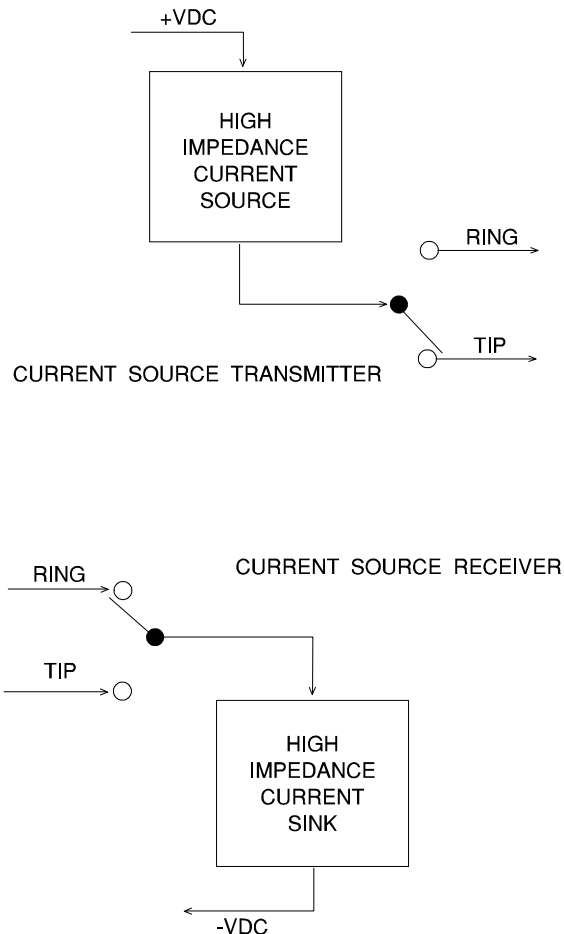 +VDC
HIGH
IMPEDANCE
CURRENT
SOURCE
RING
TIP
CURRENT SOURCE TRANSMITTER
CURRENT SOURCE RECEIVER
RING
TIP
HIGH
IMPEDANCE
CURRENT
SINK
-VDC